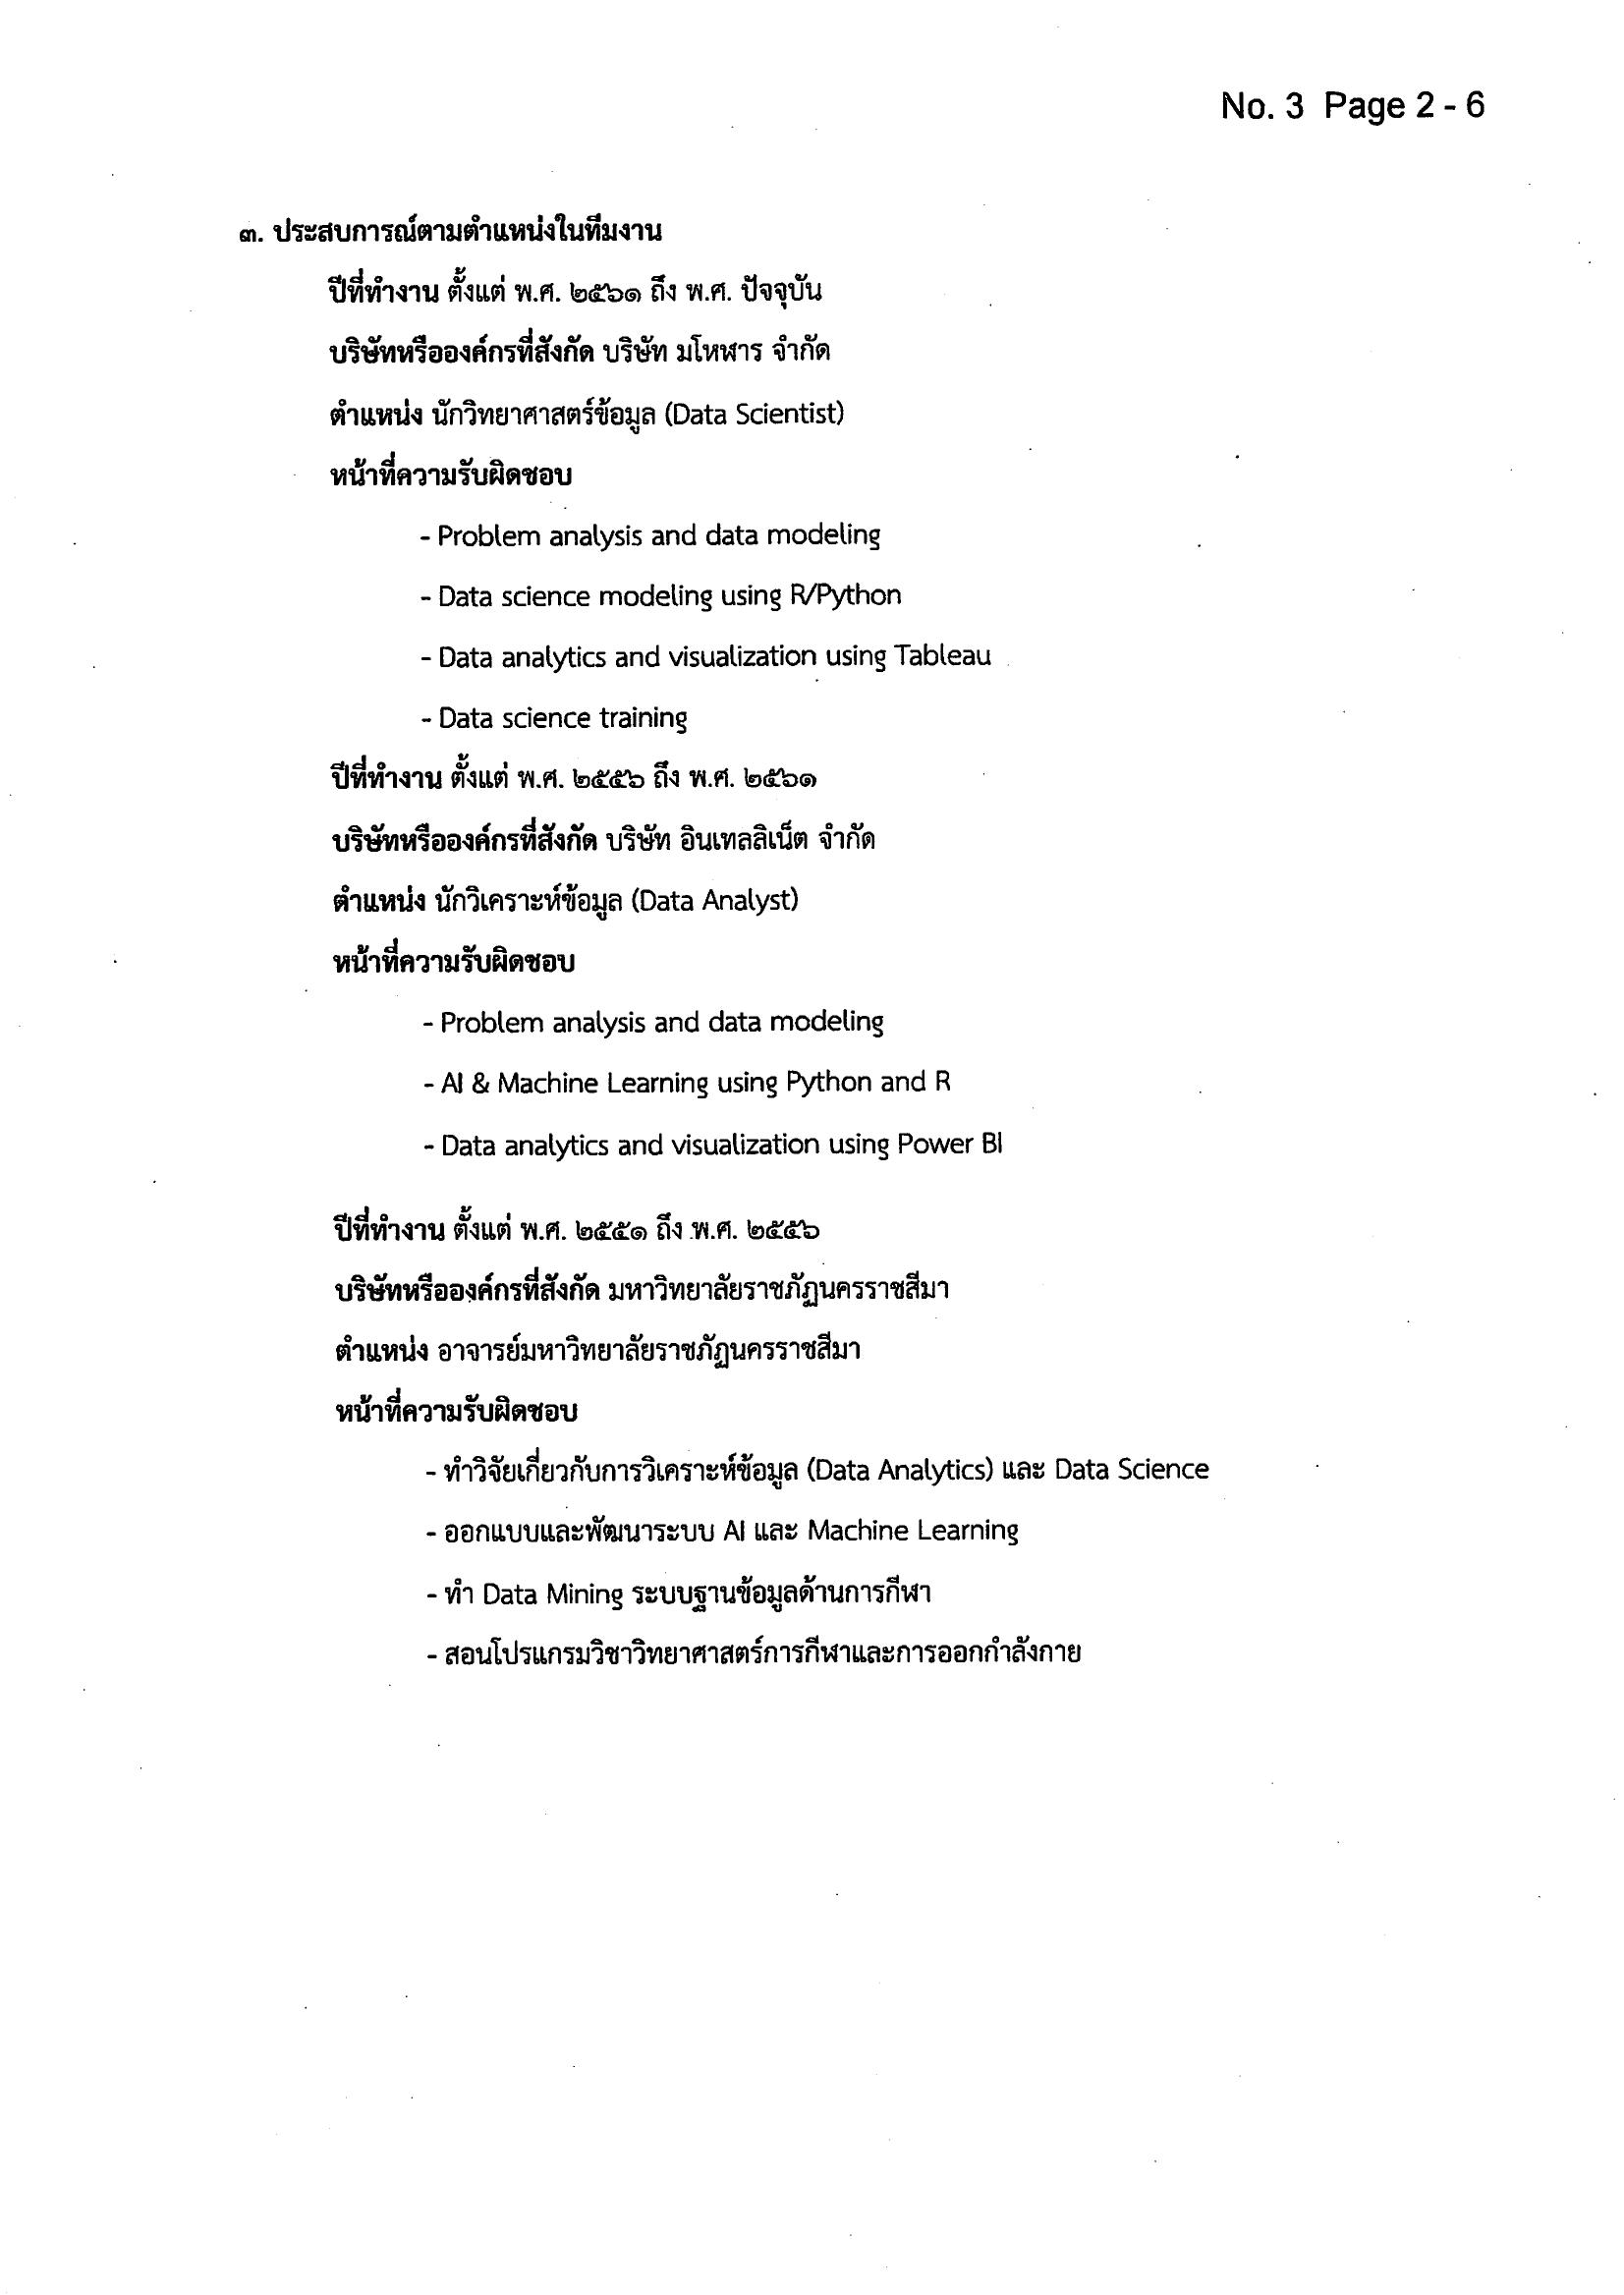 No. 3 Page 2 - 6
๓. ประสบการณ์ตามตำแหน่งในทีมงาน
ปีที่ทำงาน ตั้งแต่ พ.ศ. ๒๕๖๑ ถึง พ.ศ. ปัจจุบัน
บริษัทหรือองค์กรที่สังกัด บริษัท มโหฬาร จำกัด
ตำแหน่ง นักวิทยาศาสตร์ข้อมูล (Data Scientist)
หน้าที่ความรับผิดชอบ
- Problem analysis and data modeling
- Data science modeling using R/Python
- Data analytics and visualization using Tableau
- Data science training
ปีที่ทำงาน ตั้งแต่ พ.ศ. ๒๕๕๖ ถึง พ.ศ. ๒๕๖๑
บริษัทหรือองค์กรที่สังกัด บริษัท อินเทลลิเน็ต จำกัด
ตำแหน่ง นักวิเคราะห์ข้อมูล (Data Analyst)
หน้าที่ความรับผิดชอบ
- Problem analysis and data modeling
- AI & Machine Learning using Python and R
- Data analytics and visualization using Power BI
ปีที่ทำงาน ตั้งแต่ พ.ศ. ๒๕๕๑ ถึง พ.ศ. ๒๕๕๖
บริษัทหรือองค์กรที่สังกัด มหาวิทยาลัยราชภัฏนครราชสีมา
ตำแหน่ง อาจารย์มหาวิทยาลัยราชภัฏนครราชสีมา
หน้าที่ความรับผิดชอบ
- ทำวิจัยเกี่ยวกับการวิเคราะห์ข้อมูล (Data Analytics) และ Data Science
- ออกแบบและพัฒนาระบบ AI และ Machine Learning
- ทำ Data Mining ระบบฐานข้อมูลด้านการกีฬา
- สอนโปรแกรมวิชาวิทยาศาสตร์การกีฬาและการออกกำลังกาย